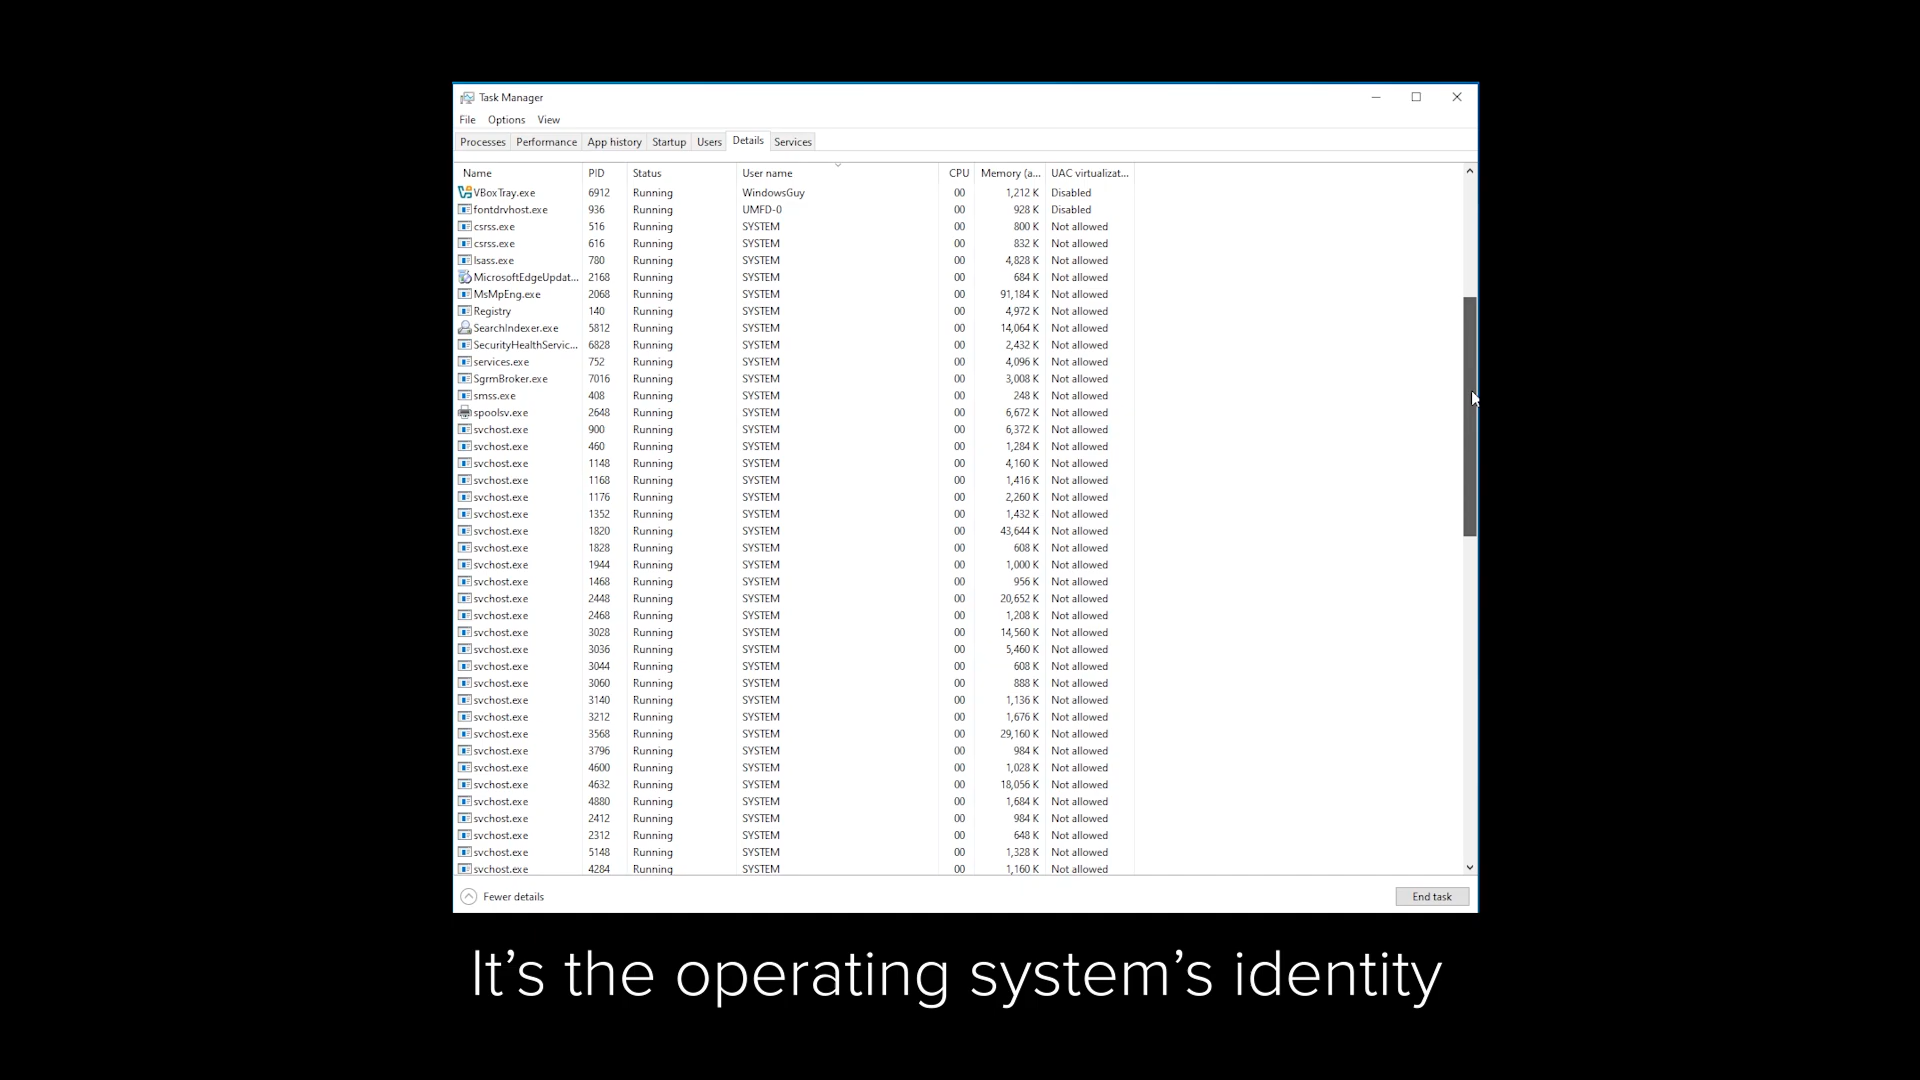 Task Manager
File Options View
Processes Performance App history Startup Users Details Services
Name PID Status User name CPU Memory (a... UAC virtualizat...
VBoxTray.exe 6912 Running WindowsGuy 00 1,212 K Disabled
fontdrvhost.exe 936 Running UMFD-0 00 928 K Disabled
csrss.exe 516 Running SYSTEM 00 800 K Not allowed
csrss.exe 616 Running SYSTEM 00 832 K Not allowed
lsass.exe 780 Running SYSTEM 00 4,828 K Not allowed
MicrosoftEdgeUpdat... 2168 Running SYSTEM 00 684 K Not allowed
MsMpEng.exe 2068 Running SYSTEM 00 91,184 K Not allowed
Registry 140 Running SYSTEM 00 4,972 K Not allowed
SearchIndexer.exe 5812 Running SYSTEM 00 14,064 K Not allowed
SecurityHealthServic... 6828 Running SYSTEM 00 2,432 K Not allowed
services.exe 752 Running SYSTEM 00 4,096 K Not allowed
SgrmBroker.exe 7016 Running SYSTEM 00 3,008 K Not allowed
smss.exe 408 Running SYSTEM 00 248 K Not allowed
spoolsv.exe 2648 Running SYSTEM 00 6,672 K Not allowed
svchost.exe 900 Running SYSTEM 00 6,372 K Not allowed
svchost.exe 460 Running SYSTEM 00 1,284 K Not allowed
svchost.exe 1148 Running SYSTEM 00 4,160 K Not allowed
svchost.exe 1168 Running SYSTEM 00 1,416 K Not allowed
svchost.exe 1176 Running SYSTEM 00 2,260 K Not allowed
svchost.exe 1352 Running SYSTEM 00 1,432 K Not allowed
svchost.exe 1820 Running SYSTEM 00 43,644 K Not allowed
svchost.exe 1828 Running SYSTEM 00 608 K Not allowed
svchost.exe 1944 Running SYSTEM 00 1,000 K Not allowed
svchost.exe 1468 Running SYSTEM 00 956 K Not allowed
svchost.exe 2448 Running SYSTEM 00 20,652 K Not allowed
svchost.exe 2468 Running SYSTEM 00 1,208 K Not allowed
svchost.exe 3028 Running SYSTEM 00 14,560 K Not allowed
svchost.exe 3036 Running SYSTEM 00 5,460 K Not allowed
svchost.exe 3044 Running SYSTEM 00 608 K Not allowed
svchost.exe 3060 Running SYSTEM 00 888 K Not allowed
svchost.exe 3140 Running SYSTEM 00 1,136 K Not allowed
svchost.exe 3212 Running SYSTEM 00 1,676 K Not allowed
svchost.exe 3568 Running SYSTEM 00 29,160 K Not allowed
svchost.exe 3796 Running SYSTEM 00 984 K Not allowed
svchost.exe 4600 Running SYSTEM 00 1,028 K Not allowed
svchost.exe 4632 Running SYSTEM 00 18,056 K Not allowed
svchost.exe 4880 Running SYSTEM 00 1,684 K Not allowed
svchost.exe 2412 Running SYSTEM 00 984 K Not allowed
svchost.exe 2312 Running SYSTEM 00 648 K Not allowed
svchost.exe 5148 Running SYSTEM 00 1,328 K Not allowed
svchost.exe 4284 Running SYSTEM 00 1,160 K Not allowed
Fewer details End task
It’s the operating system’s identity